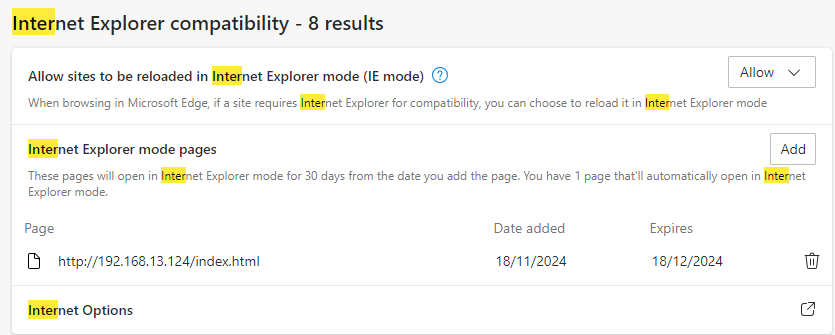 Internet Explorer compatibility - 8 results
Allow sites to be reloaded in Internet Explorer mode (IE mode) ?
Allow
When browsing in Microsoft Edge, if a site requires Internet Explorer for compatibility, you can choose to reload it in Internet Explorer mode
Internet Explorer mode pages
Add
These pages will open in Internet Explorer mode for 30 days from the date you add the page. You have 1 page that'll automatically open in Internet
Explorer mode.
Page Date added Expires
http://192.168.13.124/index.html 18/11/2024 18/12/2024
Internet Options